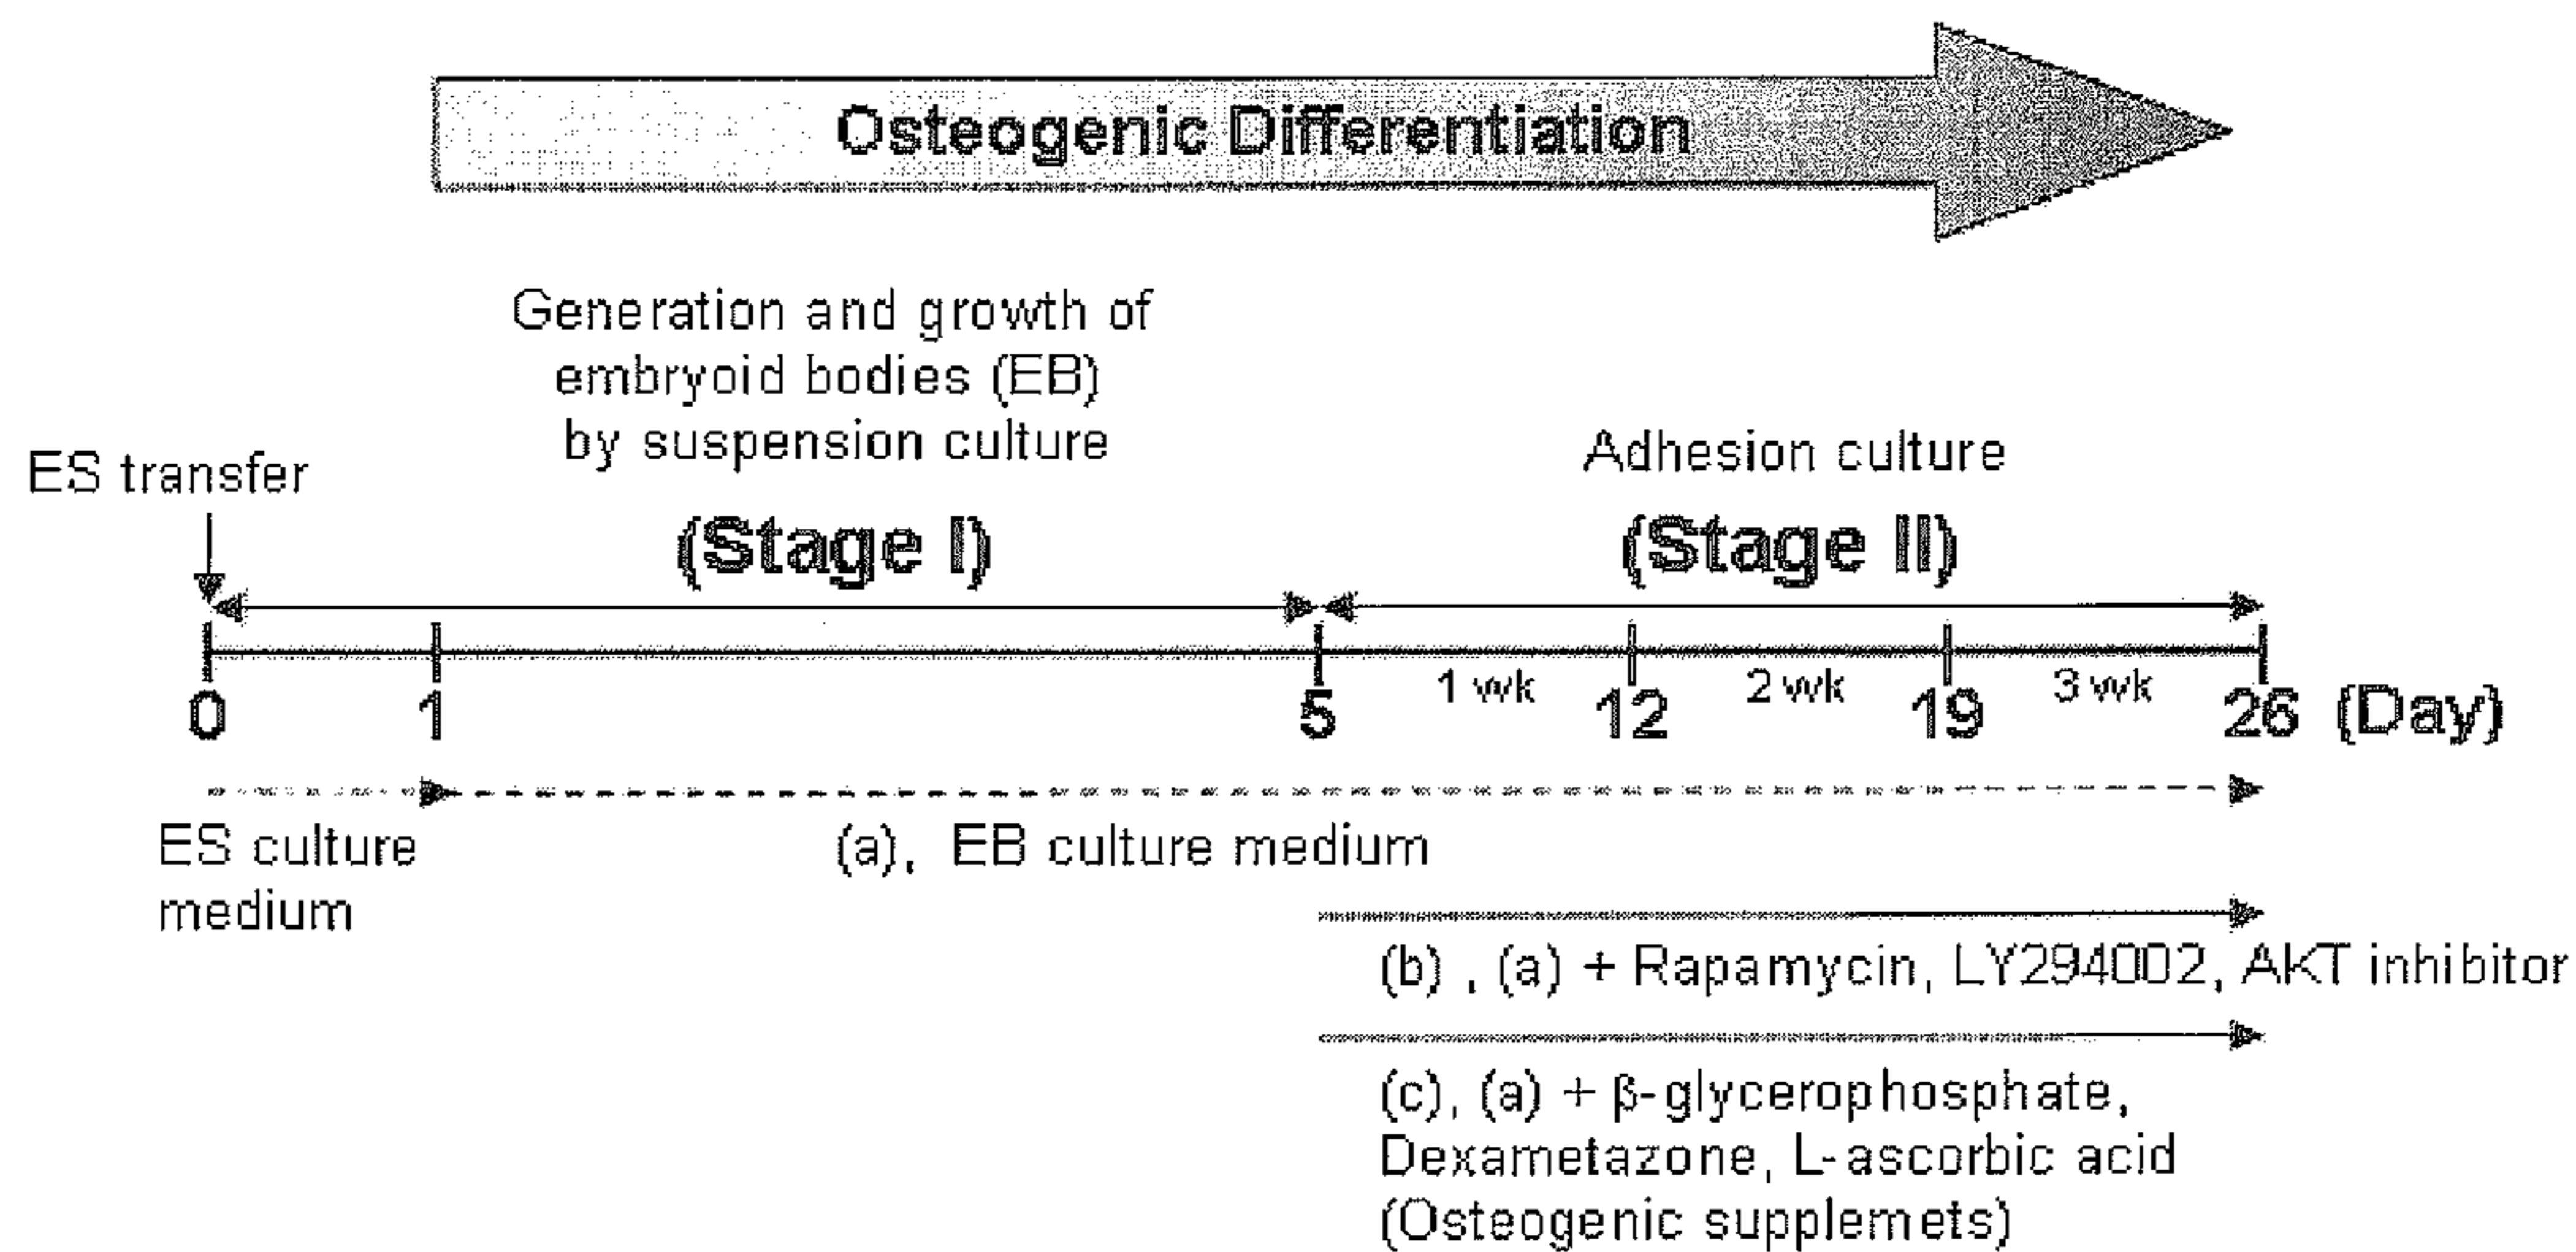 Osteogenic Differentiation
Generation and growth of
embryoid bodies (EB)
by suspension culture
ES transfer
Adhesion culture
(Stage I)
(Stage II)
1 wk
2 wk
3 wk
0
1
5
12
19
26 (Day)
ES culture
medium
(a), EB culture medium
(b) , (a) + Rapamycin, LY294002, AKT inhibitor
(c), (a) + β-glycerophosphate,
Dexametazone, L-ascorbic acid
(Osteogenic supplemets)